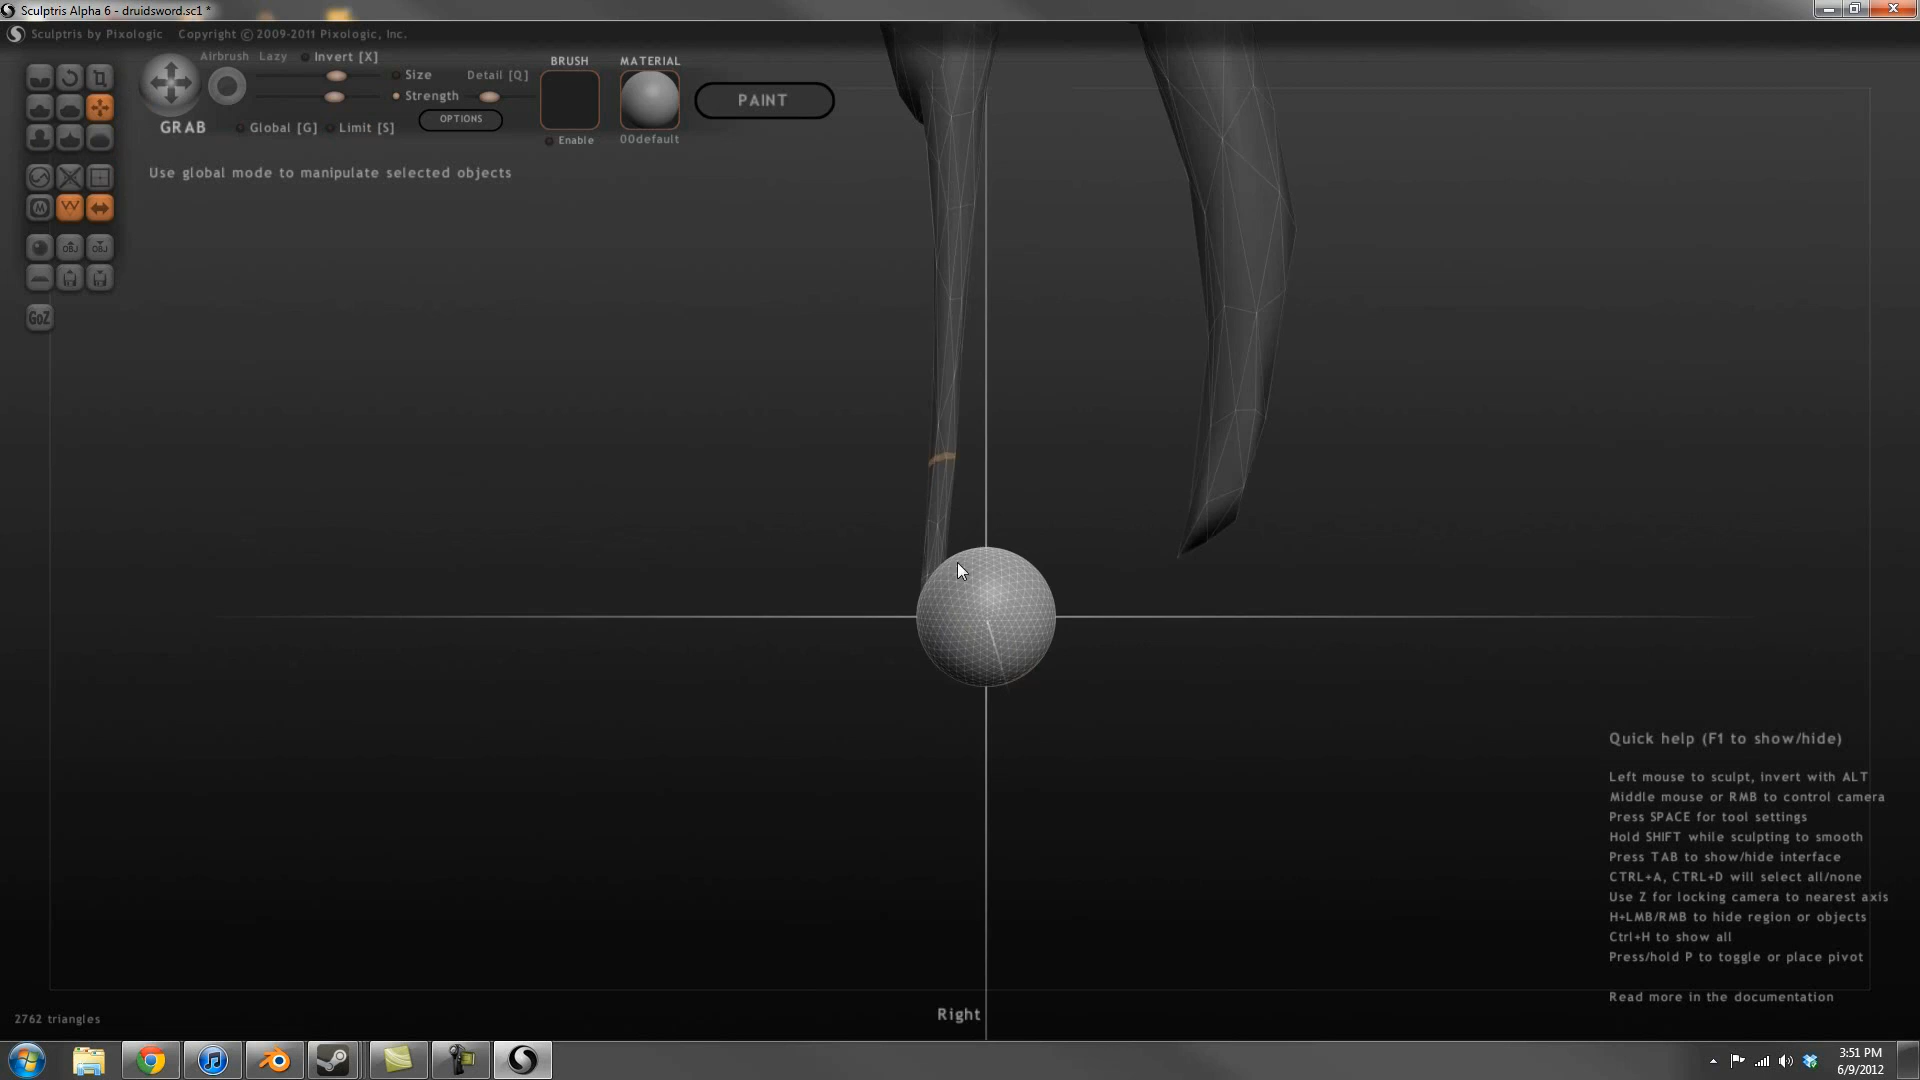 Sculptris Alpha 6 - druidsword.sc1 *
Sculptris by Pixologic Copyright © 2009-2011 Pixologic, Inc.
Airbrush Lazy Invert [X]
Size Detail [Q]
Strength
GRAB
Global [G] Limit [S]
OPTIONS
BRUSH
Enable
MATERIAL
00default
PAINT
Use global mode to manipulate selected objects
OBJ OBJ
GoZ
Quick help (F1 to show/hide)
Left mouse to sculpt, invert with ALT
Middle mouse or RMB to control camera
Press SPACE for tool settings
Hold SHIFT while sculpting to smooth
Press TAB to show/hide interface
CTRL+A, CTRL+D will select all/none
Use Z for locking camera to nearest axis
H+LMB/RMB to hide region or objects
Ctrl+H to show all
Press/hold P to toggle or place pivot
Read more in the documentation
Right
2762 triangles
3:51 PM
6/9/2012